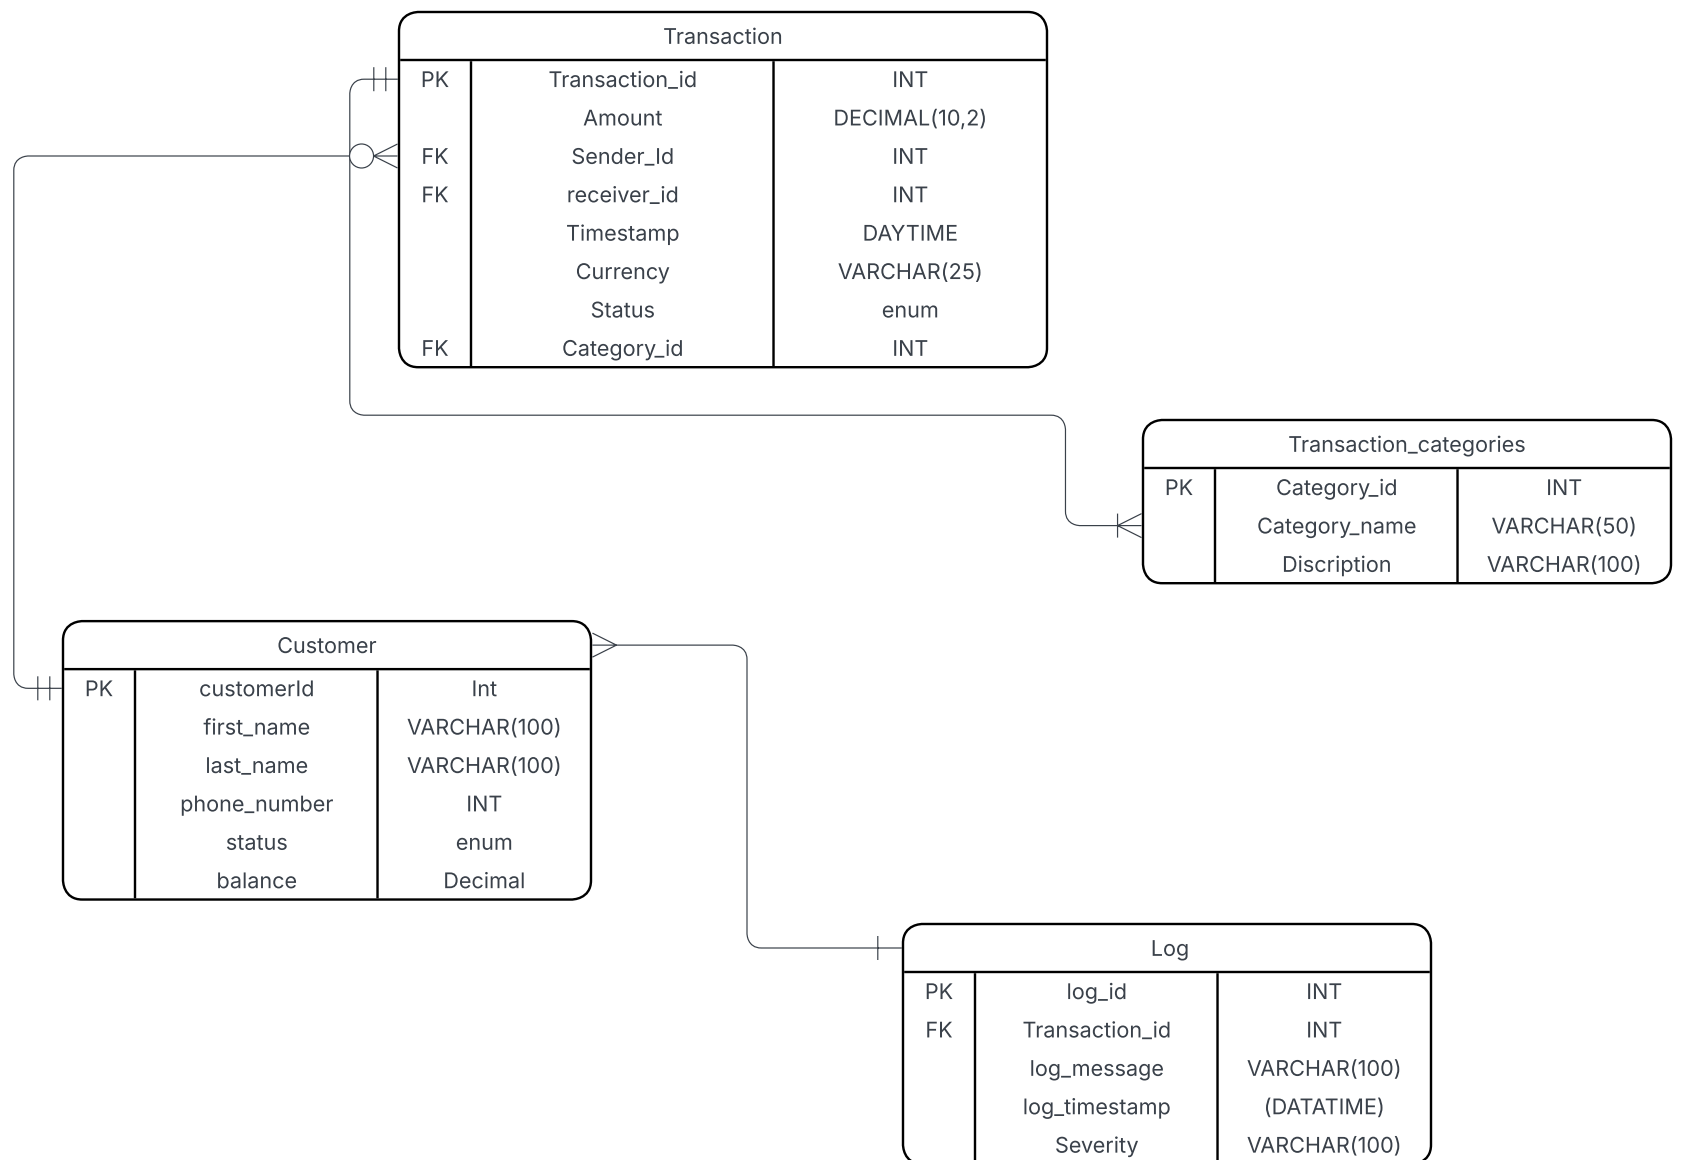 Transaction
PK Transaction_id INT
Amount DECIMAL(10,2)
FK Sender_Id INT
FK receiver_id INT
Timestamp DAYTIME
Currency VARCHAR(25)
Status enum
FK Category_id INT
Transaction_categories
PK Category_id INT
Category_name VARCHAR(50)
Discription VARCHAR(100)
Customer
PK customerId Int
first_name VARCHAR(100)
last_name VARCHAR(100)
phone_number INT
status enum
balance Decimal
Log
PK log_id INT
FK Transaction_id INT
log_message VARCHAR(100)
log_timestamp (DATATIME)
Severity VARCHAR(100)